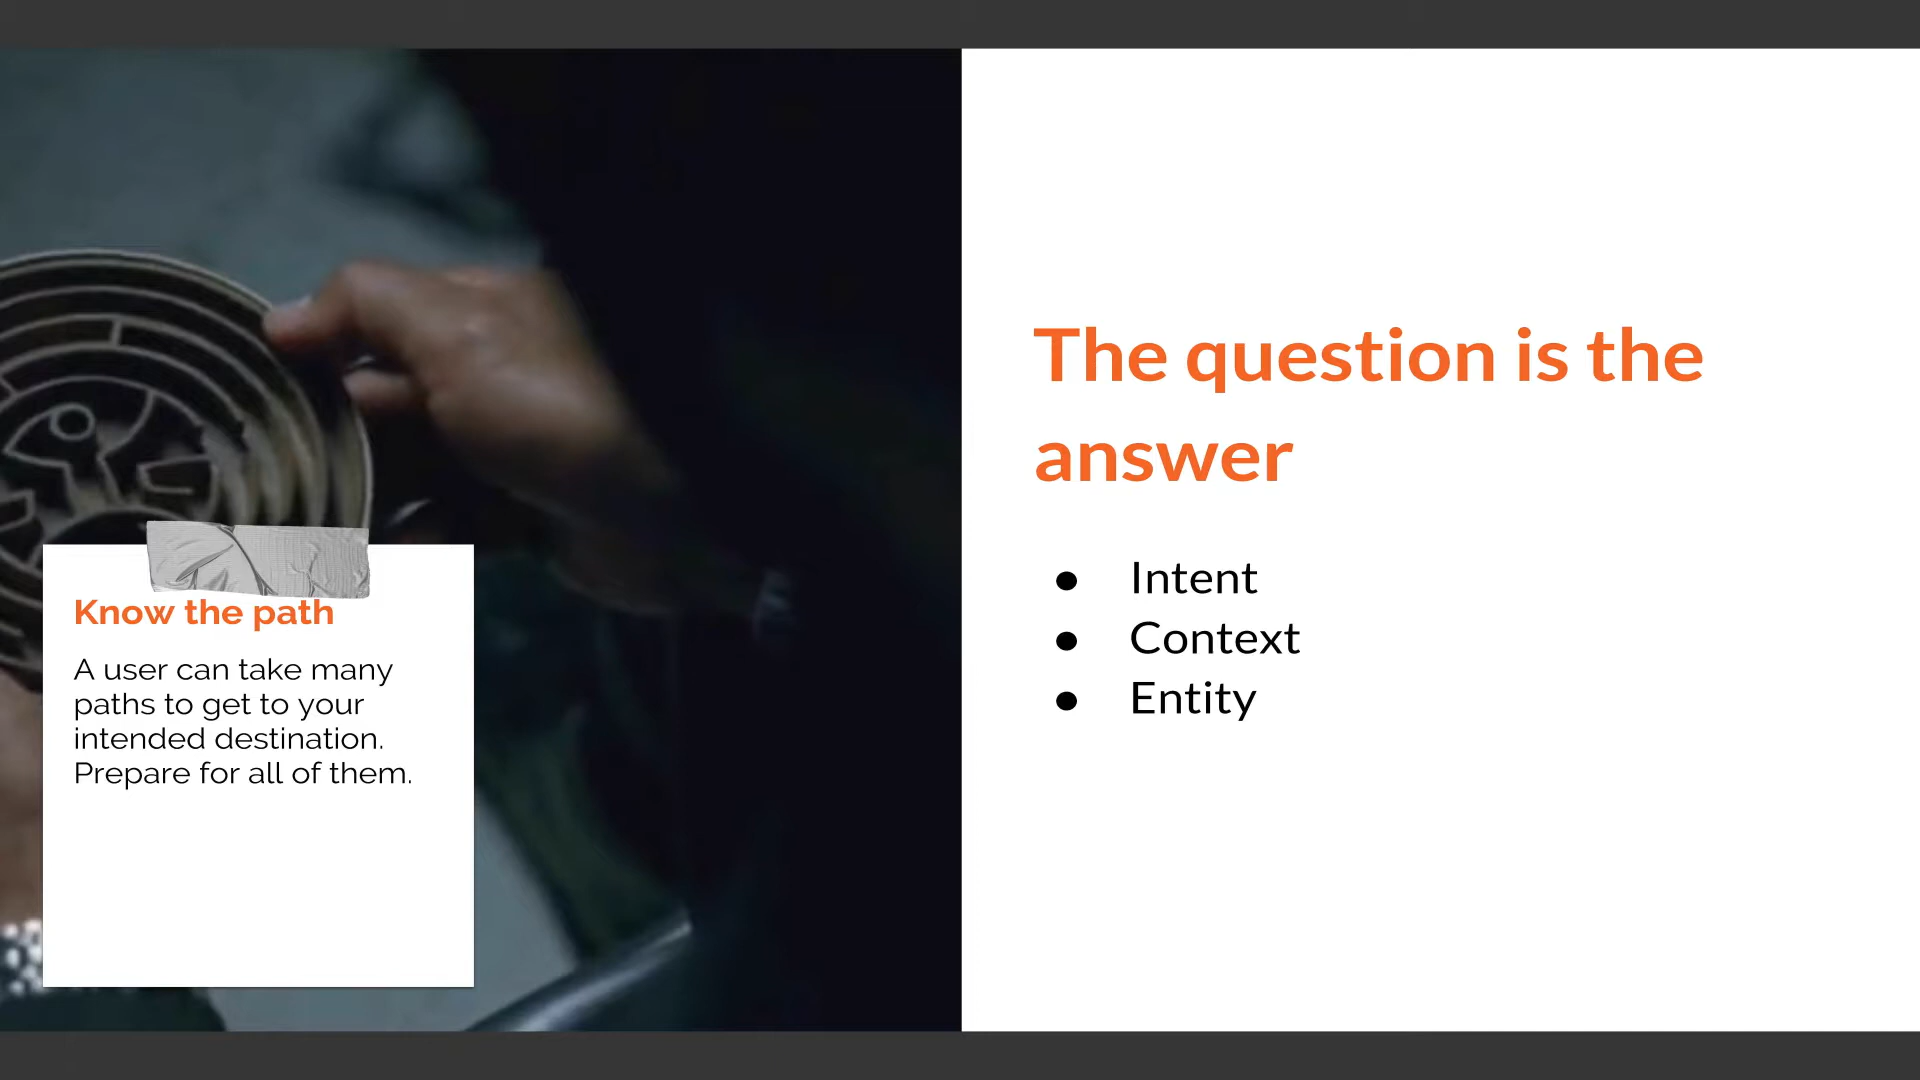 The question is the
answer
● Intent
● Context
● Entity
Know the path
A user can take many
paths to get to your
intended destination.
Prepare for all of them.